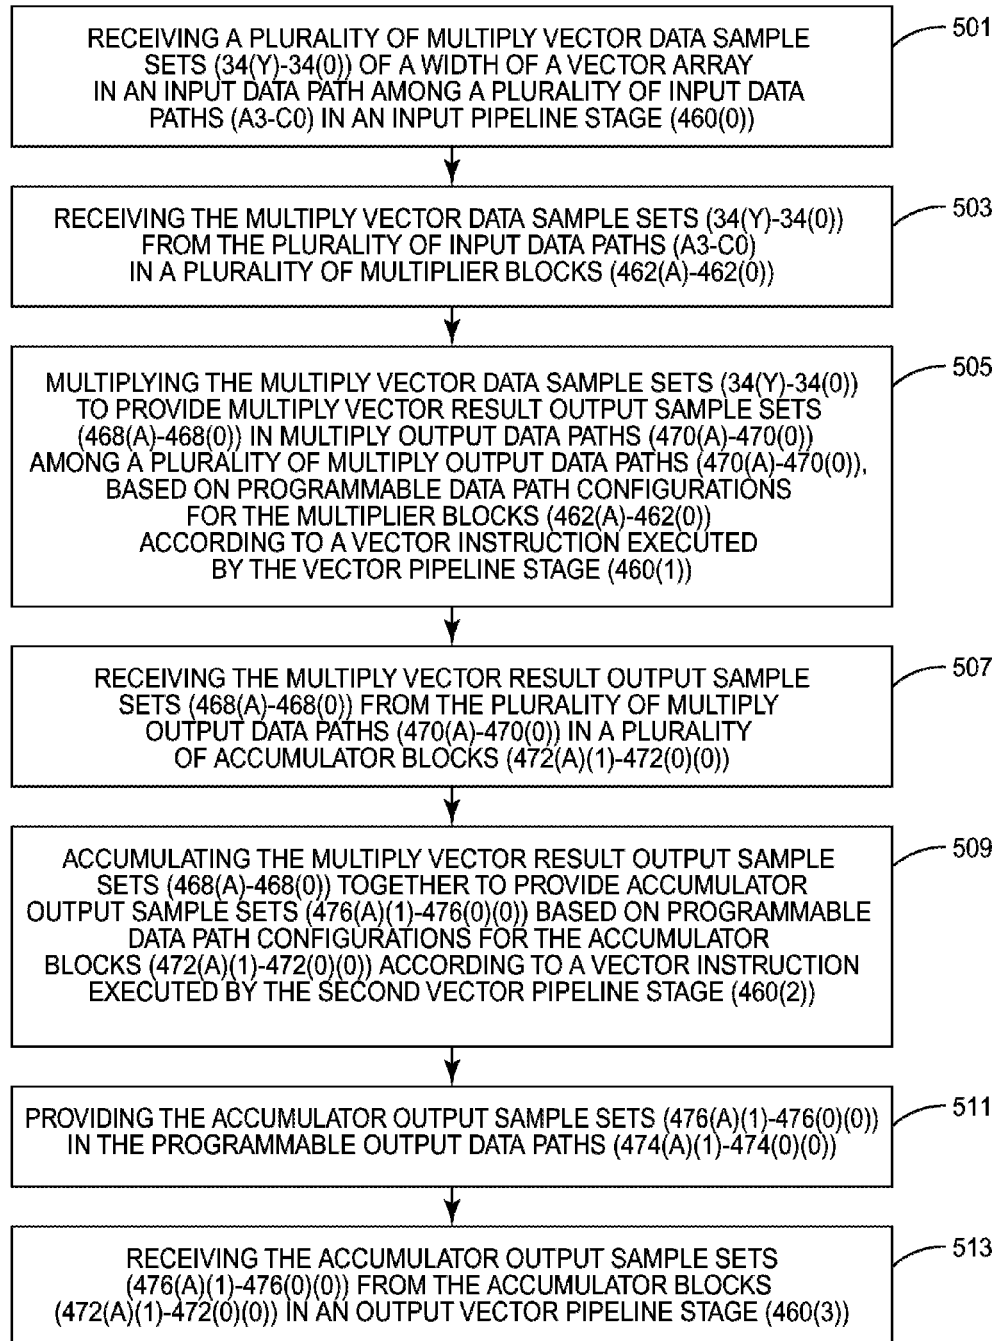 RECEIVING A PLURALITY OF MULTIPLY VECTOR DATA SAMPLE
SETS (34(Y)-34(0)) OF A WIDTH OF A VECTOR ARRAY
IN AN INPUT DATA PATH AMONG A PLURALITY OF INPUT DATA
PATHS (A3-C0) IN AN INPUT PIPELINE STAGE (460(0))
501
RECEIVING THE MULTIPLY VECTOR DATA SAMPLE SETS (34(Y)-34(0))
FROM THE PLURALITY OF INPUT DATA PATHS (A3-C0)
IN A PLURALITY OF MULTIPLIER BLOCKS (462(A)-462(0))
503
MULTIPLYING THE MULTIPLY VECTOR DATA SAMPLE SETS (34(Y)-34(0))
TO PROVIDE MULTIPLY VECTOR RESULT OUTPUT SAMPLE SETS
(468(A)-468(0)) IN MULTIPLY OUTPUT DATA PATHS (470(A)-470(0))
AMONG A PLURALITY OF MULTIPLY OUTPUT DATA PATHS (470(A)-470(0)),
BASED ON PROGRAMMABLE DATA PATH CONFIGURATIONS
FOR THE MULTIPLIER BLOCKS (462(A)-462(0))
ACCORDING TO A VECTOR INSTRUCTION EXECUTED
BY THE VECTOR PIPELINE STAGE (460(1))
505
RECEIVING THE MULTIPLY VECTOR RESULT OUTPUT SAMPLE
SETS (468(A)-468(0)) FROM THE PLURALITY OF MULTIPLY
OUTPUT DATA PATHS (470(A)-470(0)) IN A PLURALITY
OF ACCUMULATOR BLOCKS (472(A)(1)-472(0)(0))
507
ACCUMULATING THE MULTIPLY VECTOR RESULT OUTPUT SAMPLE
SETS (468(A)-468(0)) TOGETHER TO PROVIDE ACCUMULATOR
OUTPUT SAMPLE SETS (476(A)(1)-476(0)(0)) BASED ON PROGRAMMABLE
DATA PATH CONFIGURATIONS FOR THE ACCUMULATOR
BLOCKS (472(A)(1)-472(0)(0)) ACCORDING TO A VECTOR INSTRUCTION
EXECUTED BY THE SECOND VECTOR PIPELINE STAGE (460(2))
509
PROVIDING THE ACCUMULATOR OUTPUT SAMPLE SETS (476(A)(1)-476(0)(0))
IN THE PROGRAMMABLE OUTPUT DATA PATHS (474(A)(1)-474(0)(0))
511
RECEIVING THE ACCUMULATOR OUTPUT SAMPLE SETS
(476(A)(1)-476(0)(0)) FROM THE ACCUMULATOR BLOCKS
(472(A)(1)-472(0)(0)) IN AN OUTPUT VECTOR PIPELINE STAGE (460(3))
513